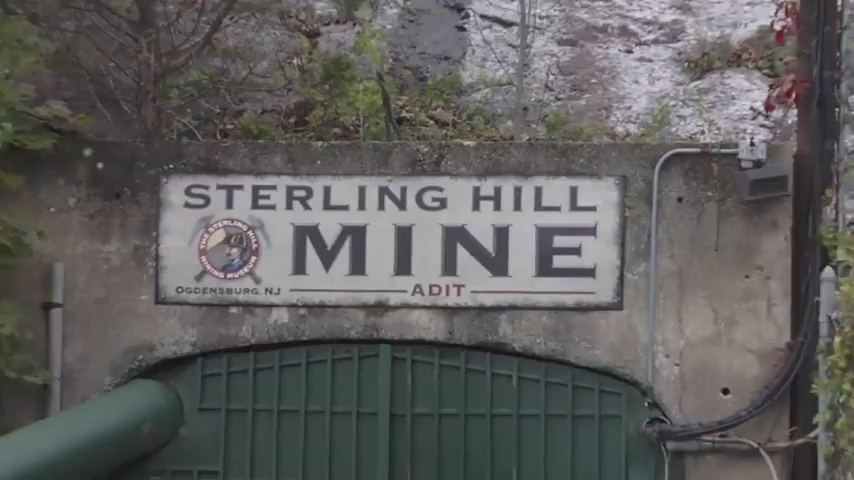 STERLING HILL
MINE
THE STERLING HILL
MINING MUSEUM
OGDENSBURG, NJ
ADIT